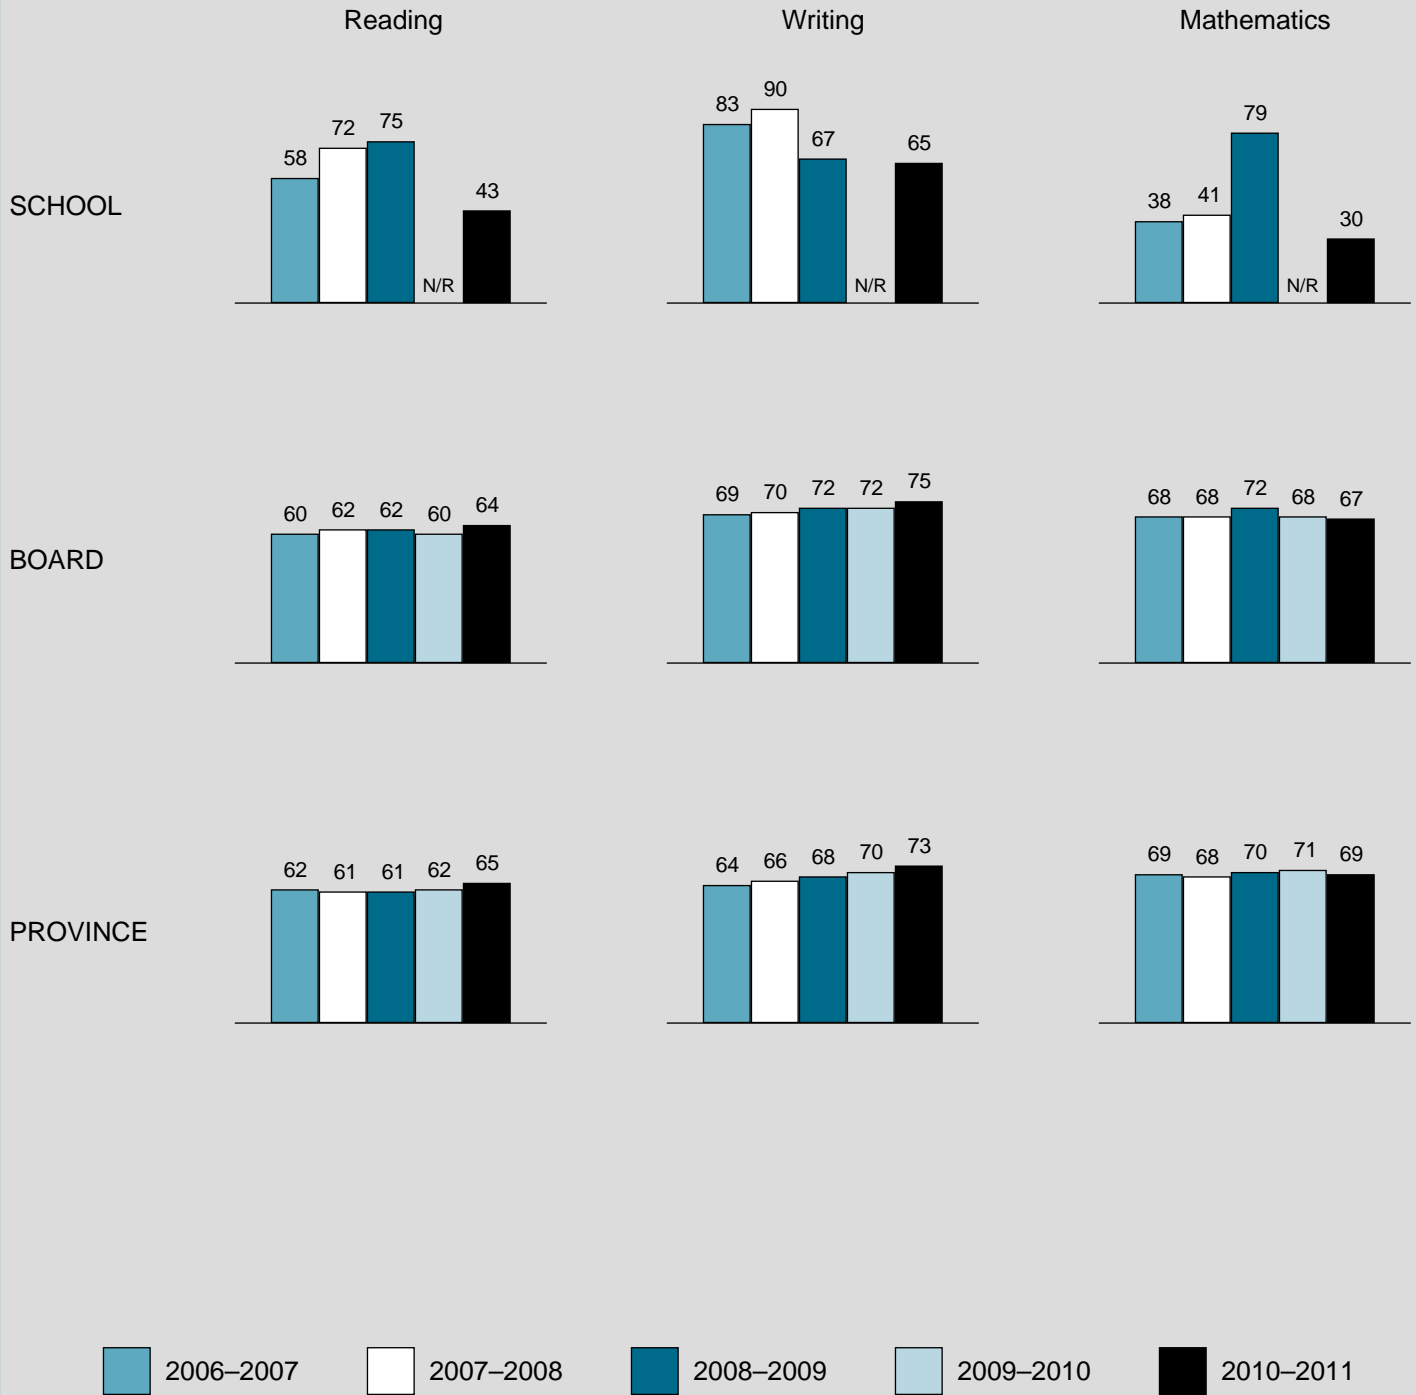 Reading Writing Mathematics
SCHOOL
58 72 75 N/R 43
83 90 67 N/R 65
38 41 79 N/R 30
BOARD
60 62 62 60 64
69 70 72 72 75
68 68 72 68 67
PROVINCE
62 61 61 62 65
64 66 68 70 73
69 68 70 71 69
2006–2007 2007–2008 2008–2009 2009–2010 2010–2011